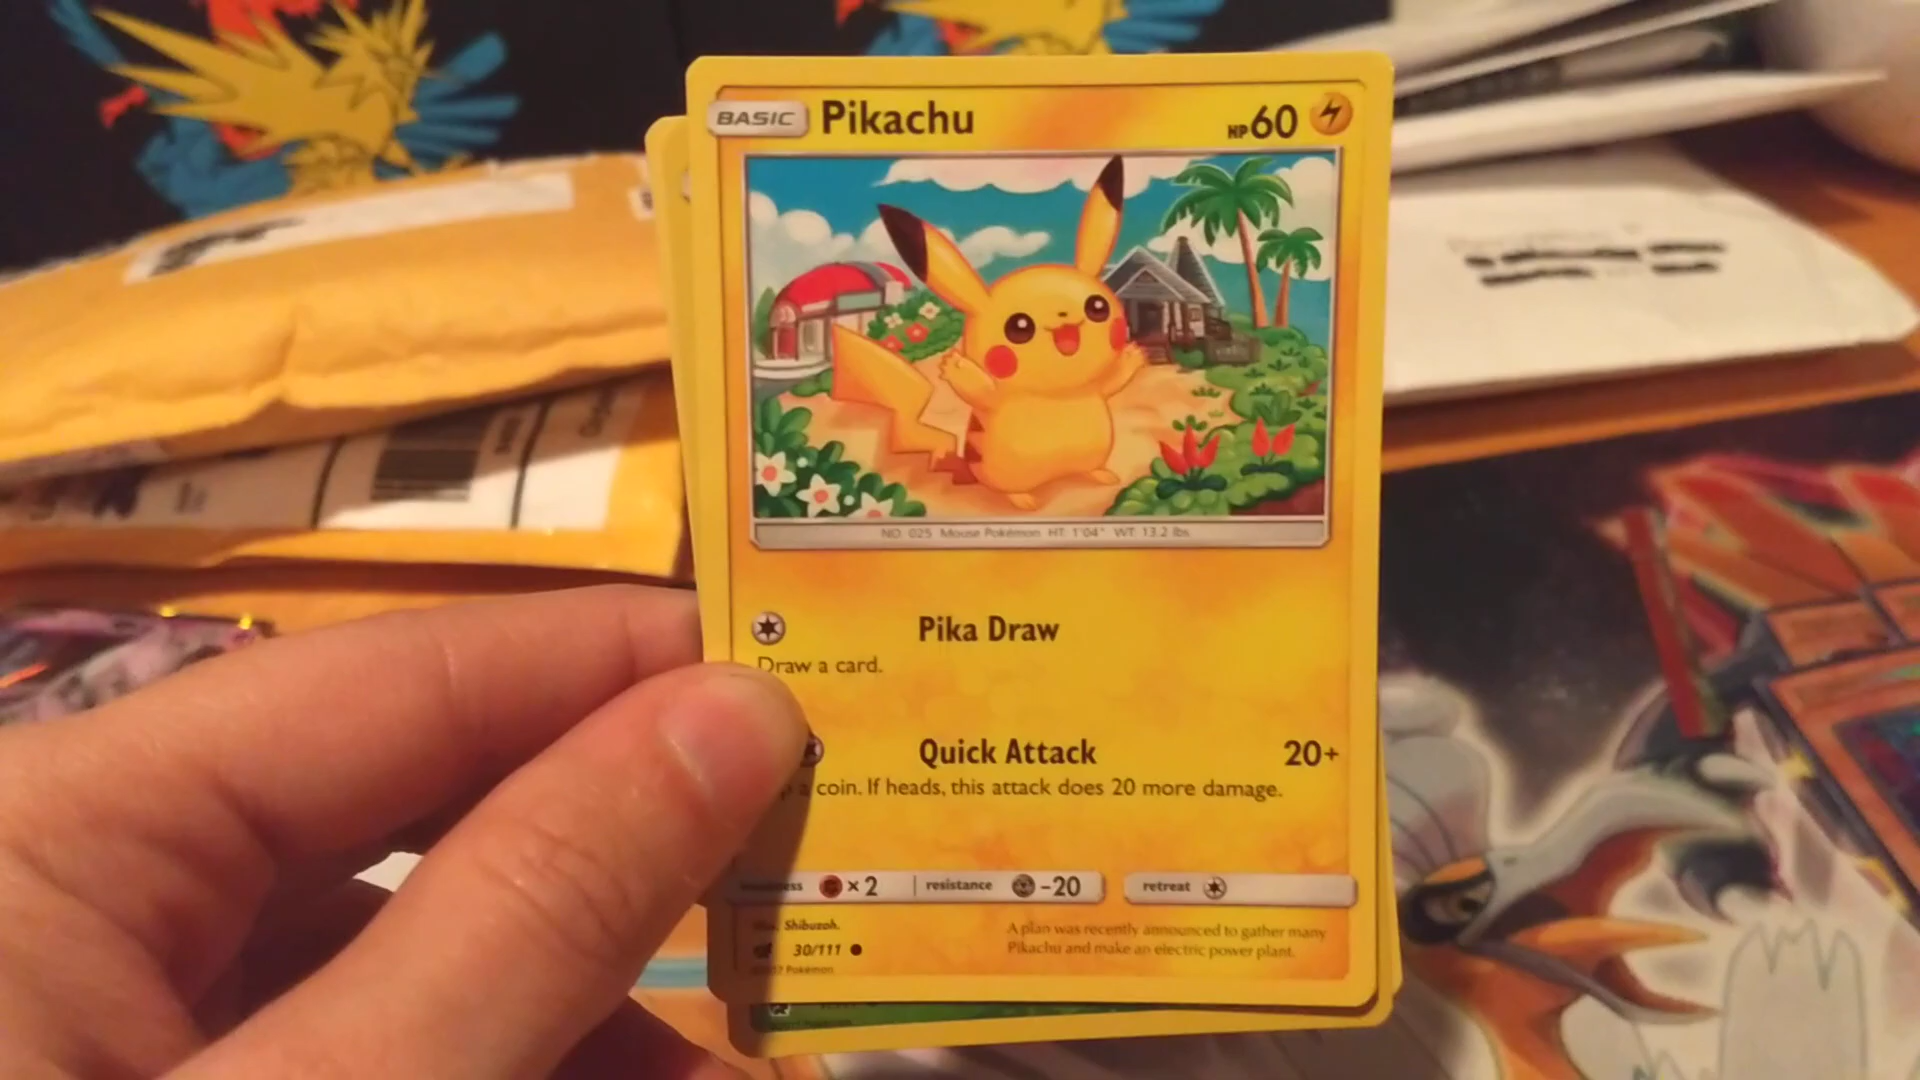 BASIC Pikachu HP60
NO. 025 Mouse Pokémon HT: 1'04" WT: 13.2 lbs.
Pika Draw
Draw a card.
Quick Attack 20+
a coin. If heads, this attack does 20 more damage.
×2 resistance -20 retreat
Shibuzoh.
A plan was recently announced to gather many
30/111
Pikachu and make an electric power plant.
Pokémon